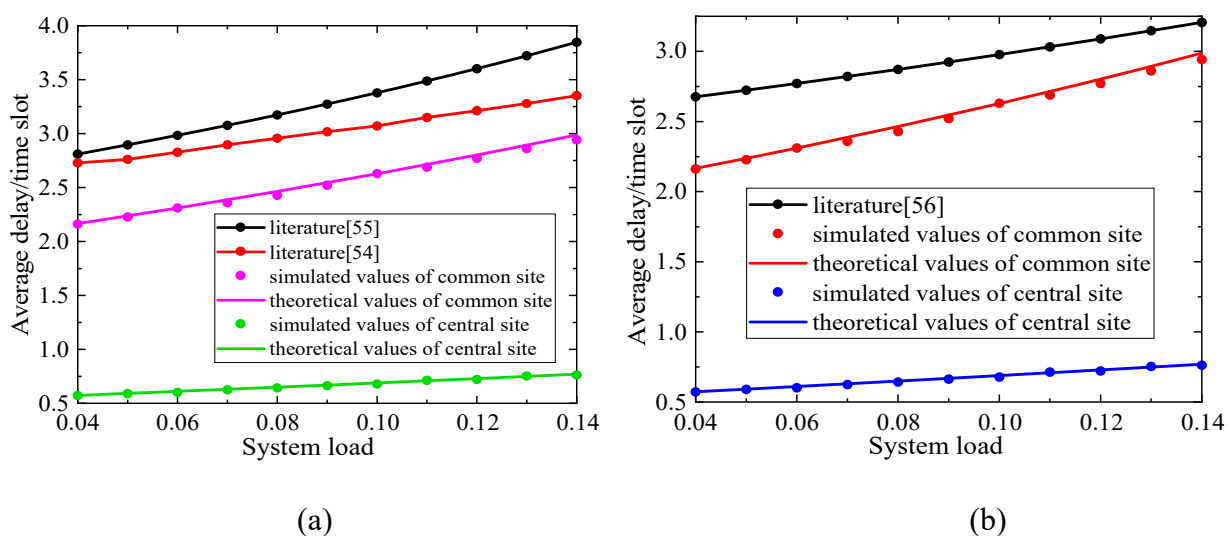 4.0
3.5
3.0
2.5
2.0
1.5
1.0
0.5
Average delay/time slot
literature[55]
literature[54]
simulated values of common site
theoretical values of common site
simulated values of central site
theoretical values of central site
0.04 0.06 0.08 0.10 0.12 0.14
System load
(a)
3.0
2.5
2.0
1.5
1.0
0.5
Average delay/time slot
literature[56]
simulated values of common site
theoretical values of common site
simulated values of central site
theoretical values of central site
0.04 0.06 0.08 0.10 0.12 0.14
System load
(b)